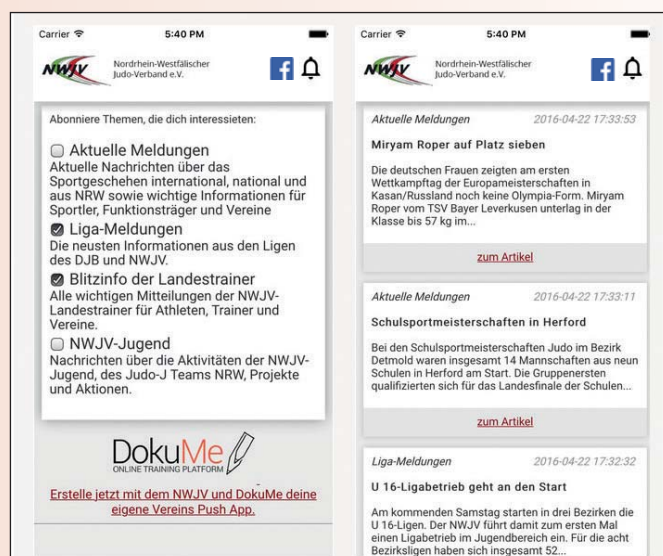 Carrier 5:40 PM
NWJV Nordrhein-Westfälischer
Judo-Verband e.V.
Abonniere Themen, die dich interessieten:
Aktuelle Meldungen
Aktuelle Nachrichten über das
Sportgeschehen international, national und
aus NRW sowie wichtige Informationen für
Sportler, Funktionsträger und Vereine
Liga-Meldungen
Die neusten Informationen aus den Ligen
des DJB und NWJV.
Blitzinfo der Landestrainer
Alle wichtigen Mitteilungen der NWJV-
Landestrainer für Athleten, Trainer und
Vereine.
NWJV-Jugend
Nachrichten über die Aktivitäten der NWJV-
Jugend, des Judo-J Teams NRW, Projekte
und Aktionen.
DokuMe
ONLINE TRAINING PLATFORM
Erstelle jetzt mit dem NWJV und DokuMe deine
eigene Vereins Push App.
Carrier 5:40 PM
NWJV Nordrhein-Westfälischer
Judo-Verband e.V.
Aktuelle Meldungen 2016-04-22 17:33:53
Miryam Roper auf Platz sieben
Die deutschen Frauen zeigten am ersten
Wettkampftag der Europameisterschaften in
Kasan/Russland noch keine Olympia-Form. Miryam
Roper vom TSV Bayer Leverkusen unterlag in der
Klasse bis 57 kg im...
zum Artikel
Aktuelle Meldungen 2016-04-22 17:33:11
Schulsportmeisterschaften in Herford
Bei den Schulsportmeisterschaften Judo im Bezirk
Detmold waren insgesamt 14 Mannschaften aus neun
Schulen in Herford am Start. Die Gruppenersten
qualifizierten sich für das Landesfinale der Schulen...
zum Artikel
Liga-Meldungen 2016-04-22 17:32:32
U 16-Ligabetrieb geht an den Start
Am kommenden Samstag starten in drei Bezirken die
U 16-Ligen. Der NWJV führt damit zum ersten Mal
einen Ligabetrieb im Jugendbereich ein. Für die acht
Bezirksligen haben sich insgesamt 52...